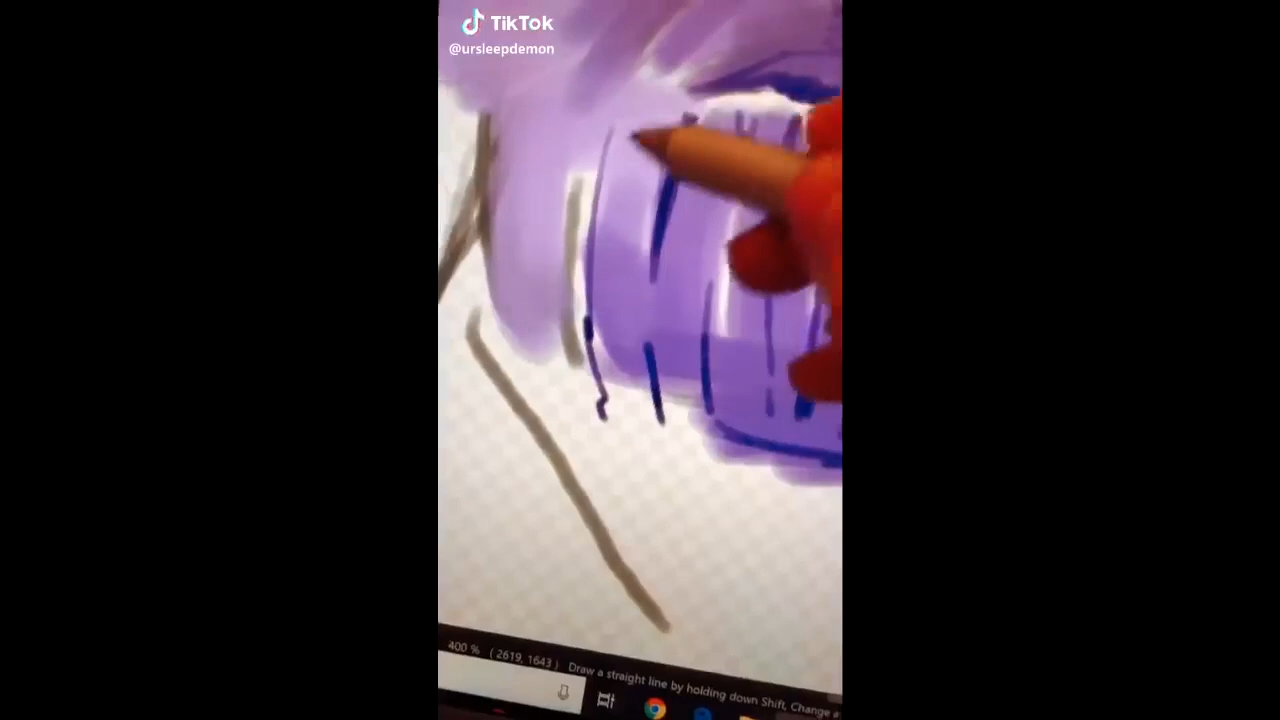 TikTok
@ursleepdemon
400 % ( 2619, 1643 ) Draw a straight line by holding down Shift, Change a